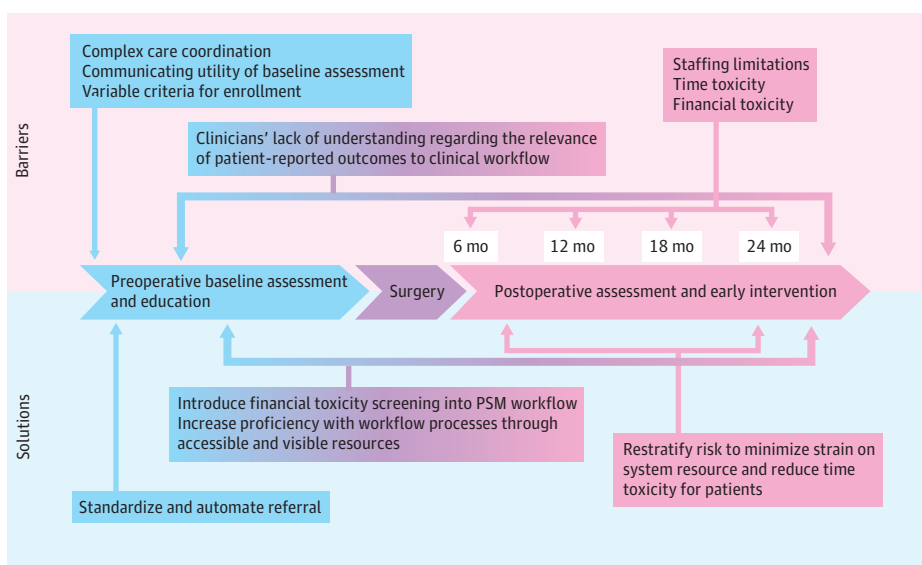 Barriers
Complex care coordination
Communicating utility of baseline assessment
Variable criteria for enrollment
Staffing limitations
Time toxicity
Financial toxicity
Clinicians' lack of understanding regarding the relevance
of patient-reported outcomes to clinical workflow
6 mo
12 mo
18 mo
24 mo
Preoperative baseline assessment
and education
Surgery
Postoperative assessment and early intervention
Solutions
Introduce financial toxicity screening into PSM workflow
Increase proficiency with workflow processes through
accessible and visible resources
Restratify risk to minimize strain on
system resource and reduce time
toxicity for patients
Standardize and automate referral